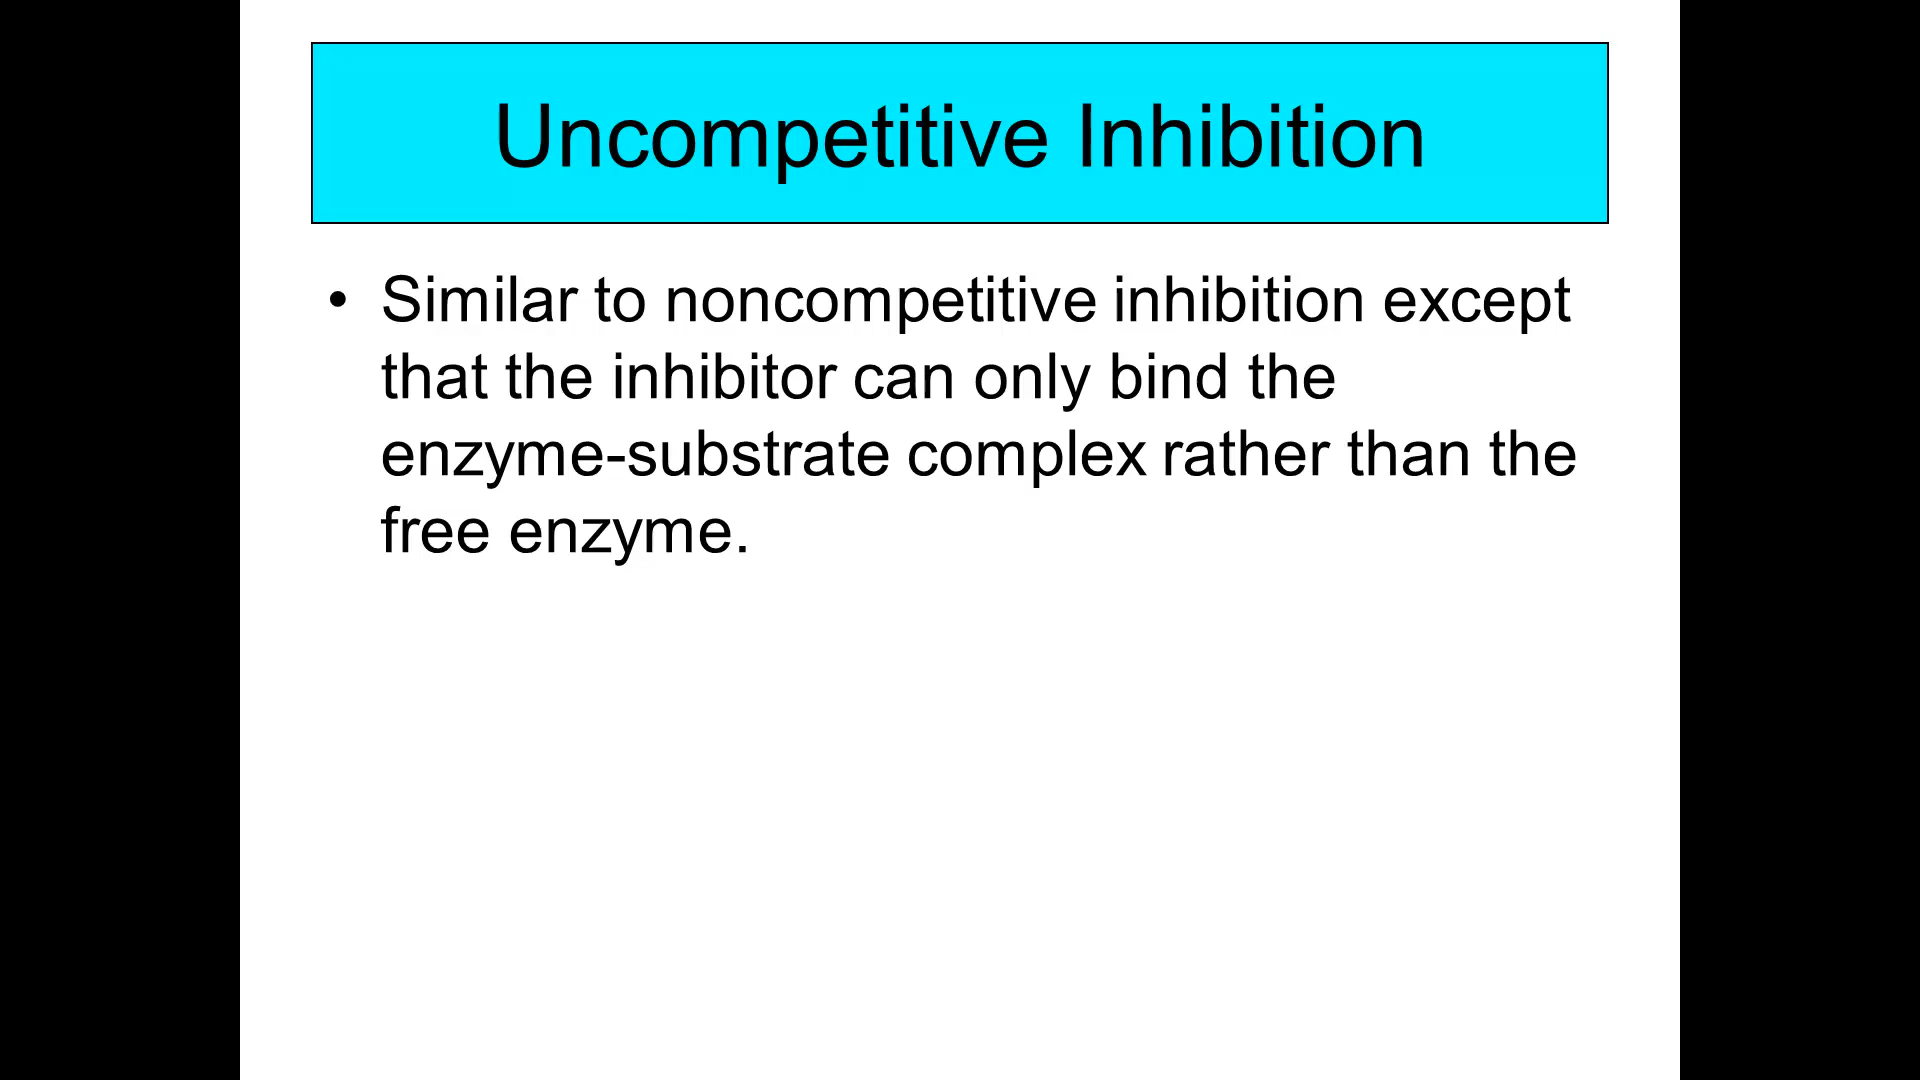 Uncompetitive Inhibition
• Similar to noncompetitive inhibition except
that the inhibitor can only bind the
enzyme-substrate complex rather than the
free enzyme.